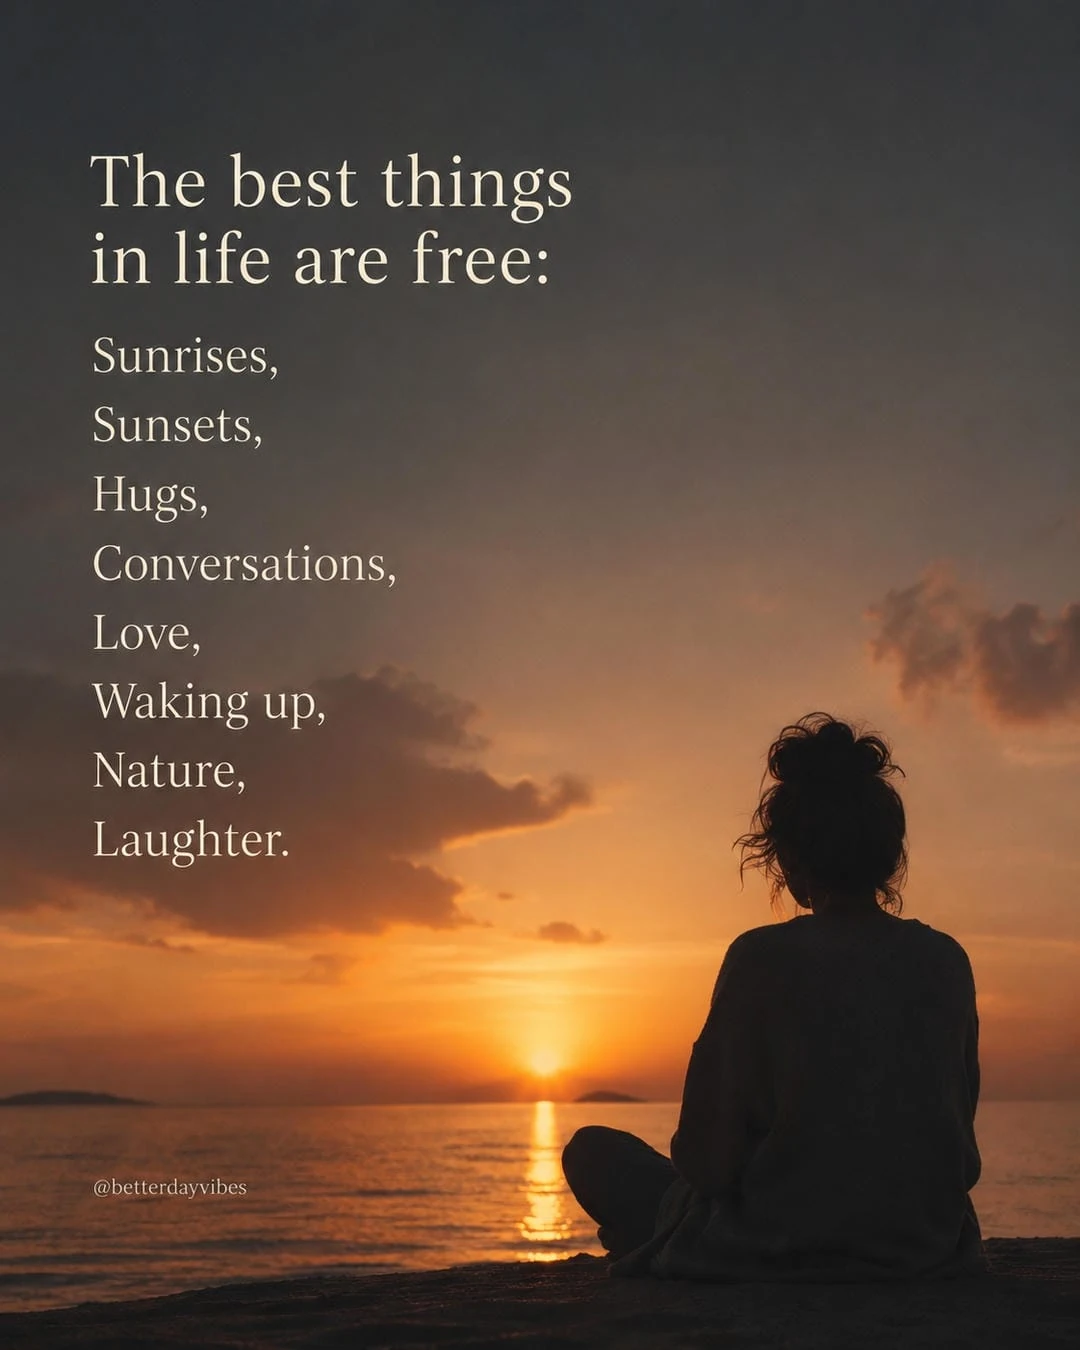 The best things
in life are free:
Sunrises,
Sunsets,
Hugs,
Conversations,
Love,
Waking up,
Nature,
Laughter.
@betterdayvibes